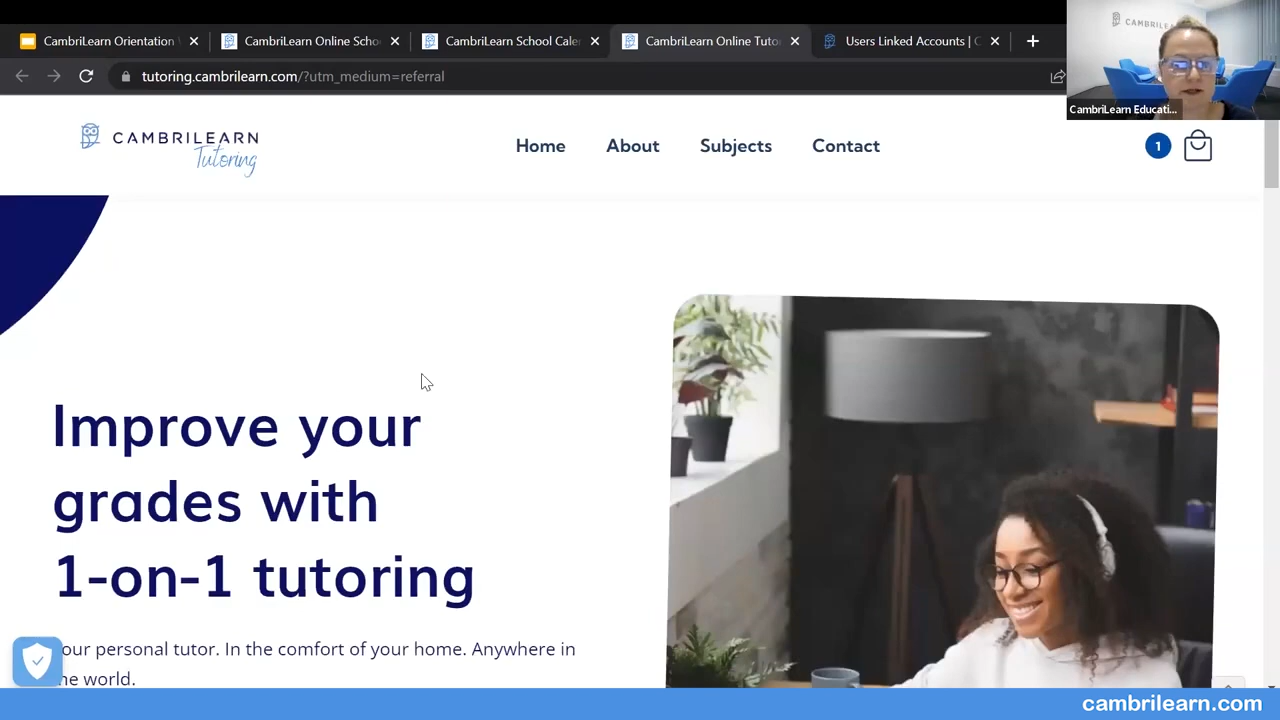 CambriLearn Orientation
CambriLearn Online Scho
CambriLearn School Caler
CambriLearn Online Tutor
Users Linked Accounts | C
tutoring.cambrilearn.com/?utm_medium=referral
CambriLearn Educati...
CAMBRILEARN
Tutoring
Home
About
Subjects
Contact
1
Improve your
grades with
1-on-1 tutoring
our personal tutor. In the comfort of your home. Anywhere in
he world.
cambrilearn.com